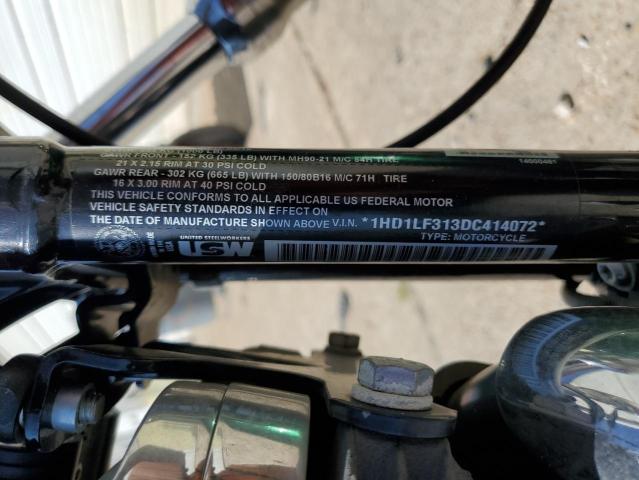 GAWR FRONT - 152 KG (335 LB) WITH MH90-21 M/C 54H TIRE
21 X 2.15 RIM AT 30 PSI COLD
14000481
GAWR REAR - 302 KG (665 LB) WITH 150/80B16 M/C 71H TIRE
16 X 3.00 RIM AT 40 PSI COLD
THIS VEHICLE CONFORMS TO ALL APPLICABLE US FEDERAL MOTOR
VEHICLE SAFETY STANDARDS IN EFFECT ON
THE DATE OF MANUFACTURE SHOWN ABOVE V.I.N. *1HD1LF313DC414072*
TYPE: MOTORCYCLE
UNITED STEELWORKERS
USW